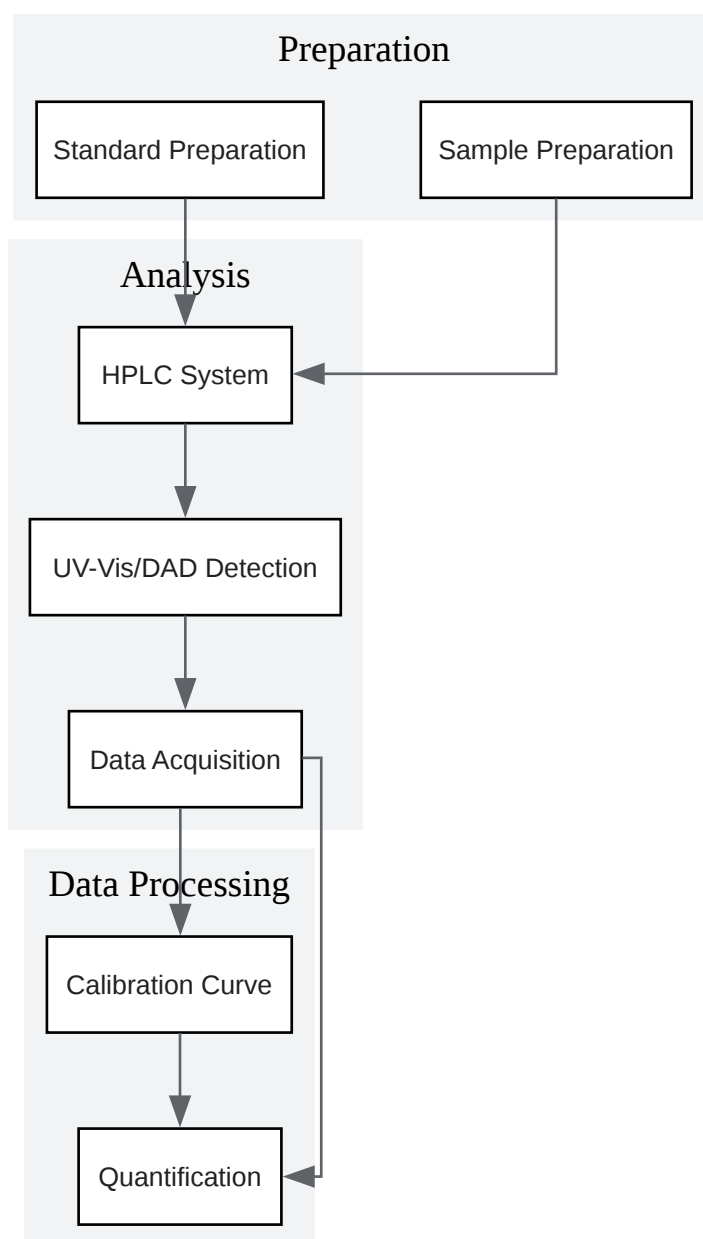 Preparation
Standard Preparation
Sample Preparation
Analysis
HPLC System
UV-Vis/DAD Detection
Data Acquisition
Data Processing
Calibration Curve
Quantification